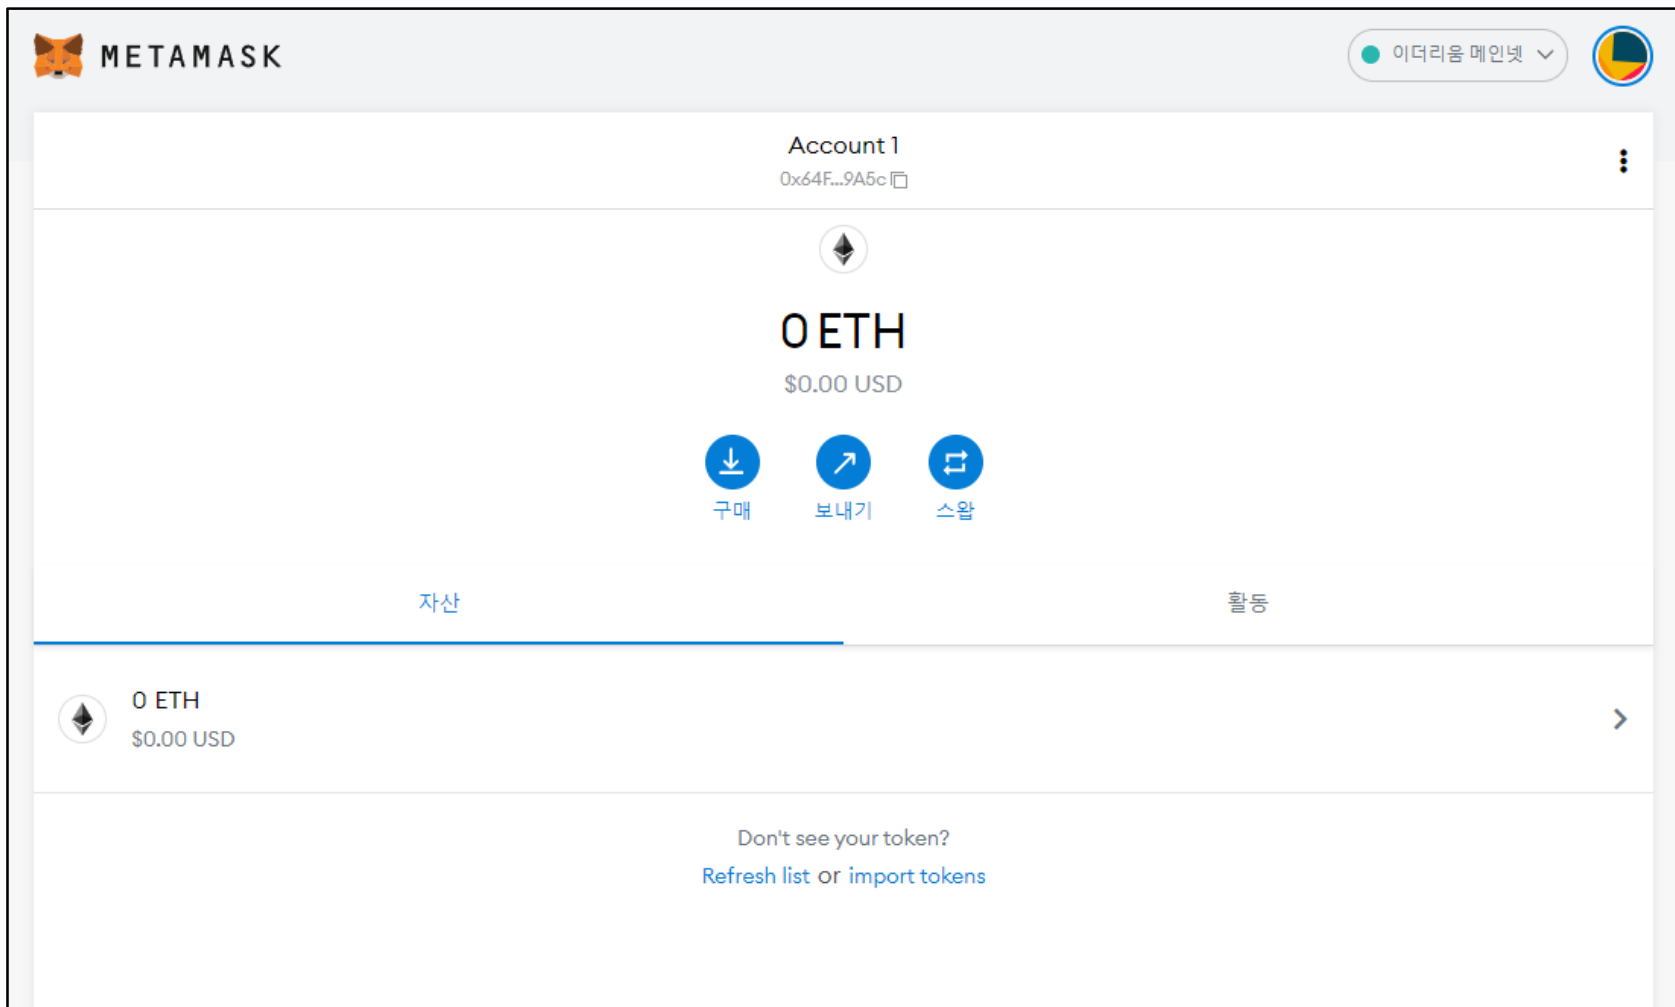 METAMASK
이더리움 메인넷
Account 1
0x64F...9A5c
0 ETH
$0.00 USD
구매 보내기 스왑
자산 활동
0 ETH
$0.00 USD
Don't see your token?
Refresh list or import tokens